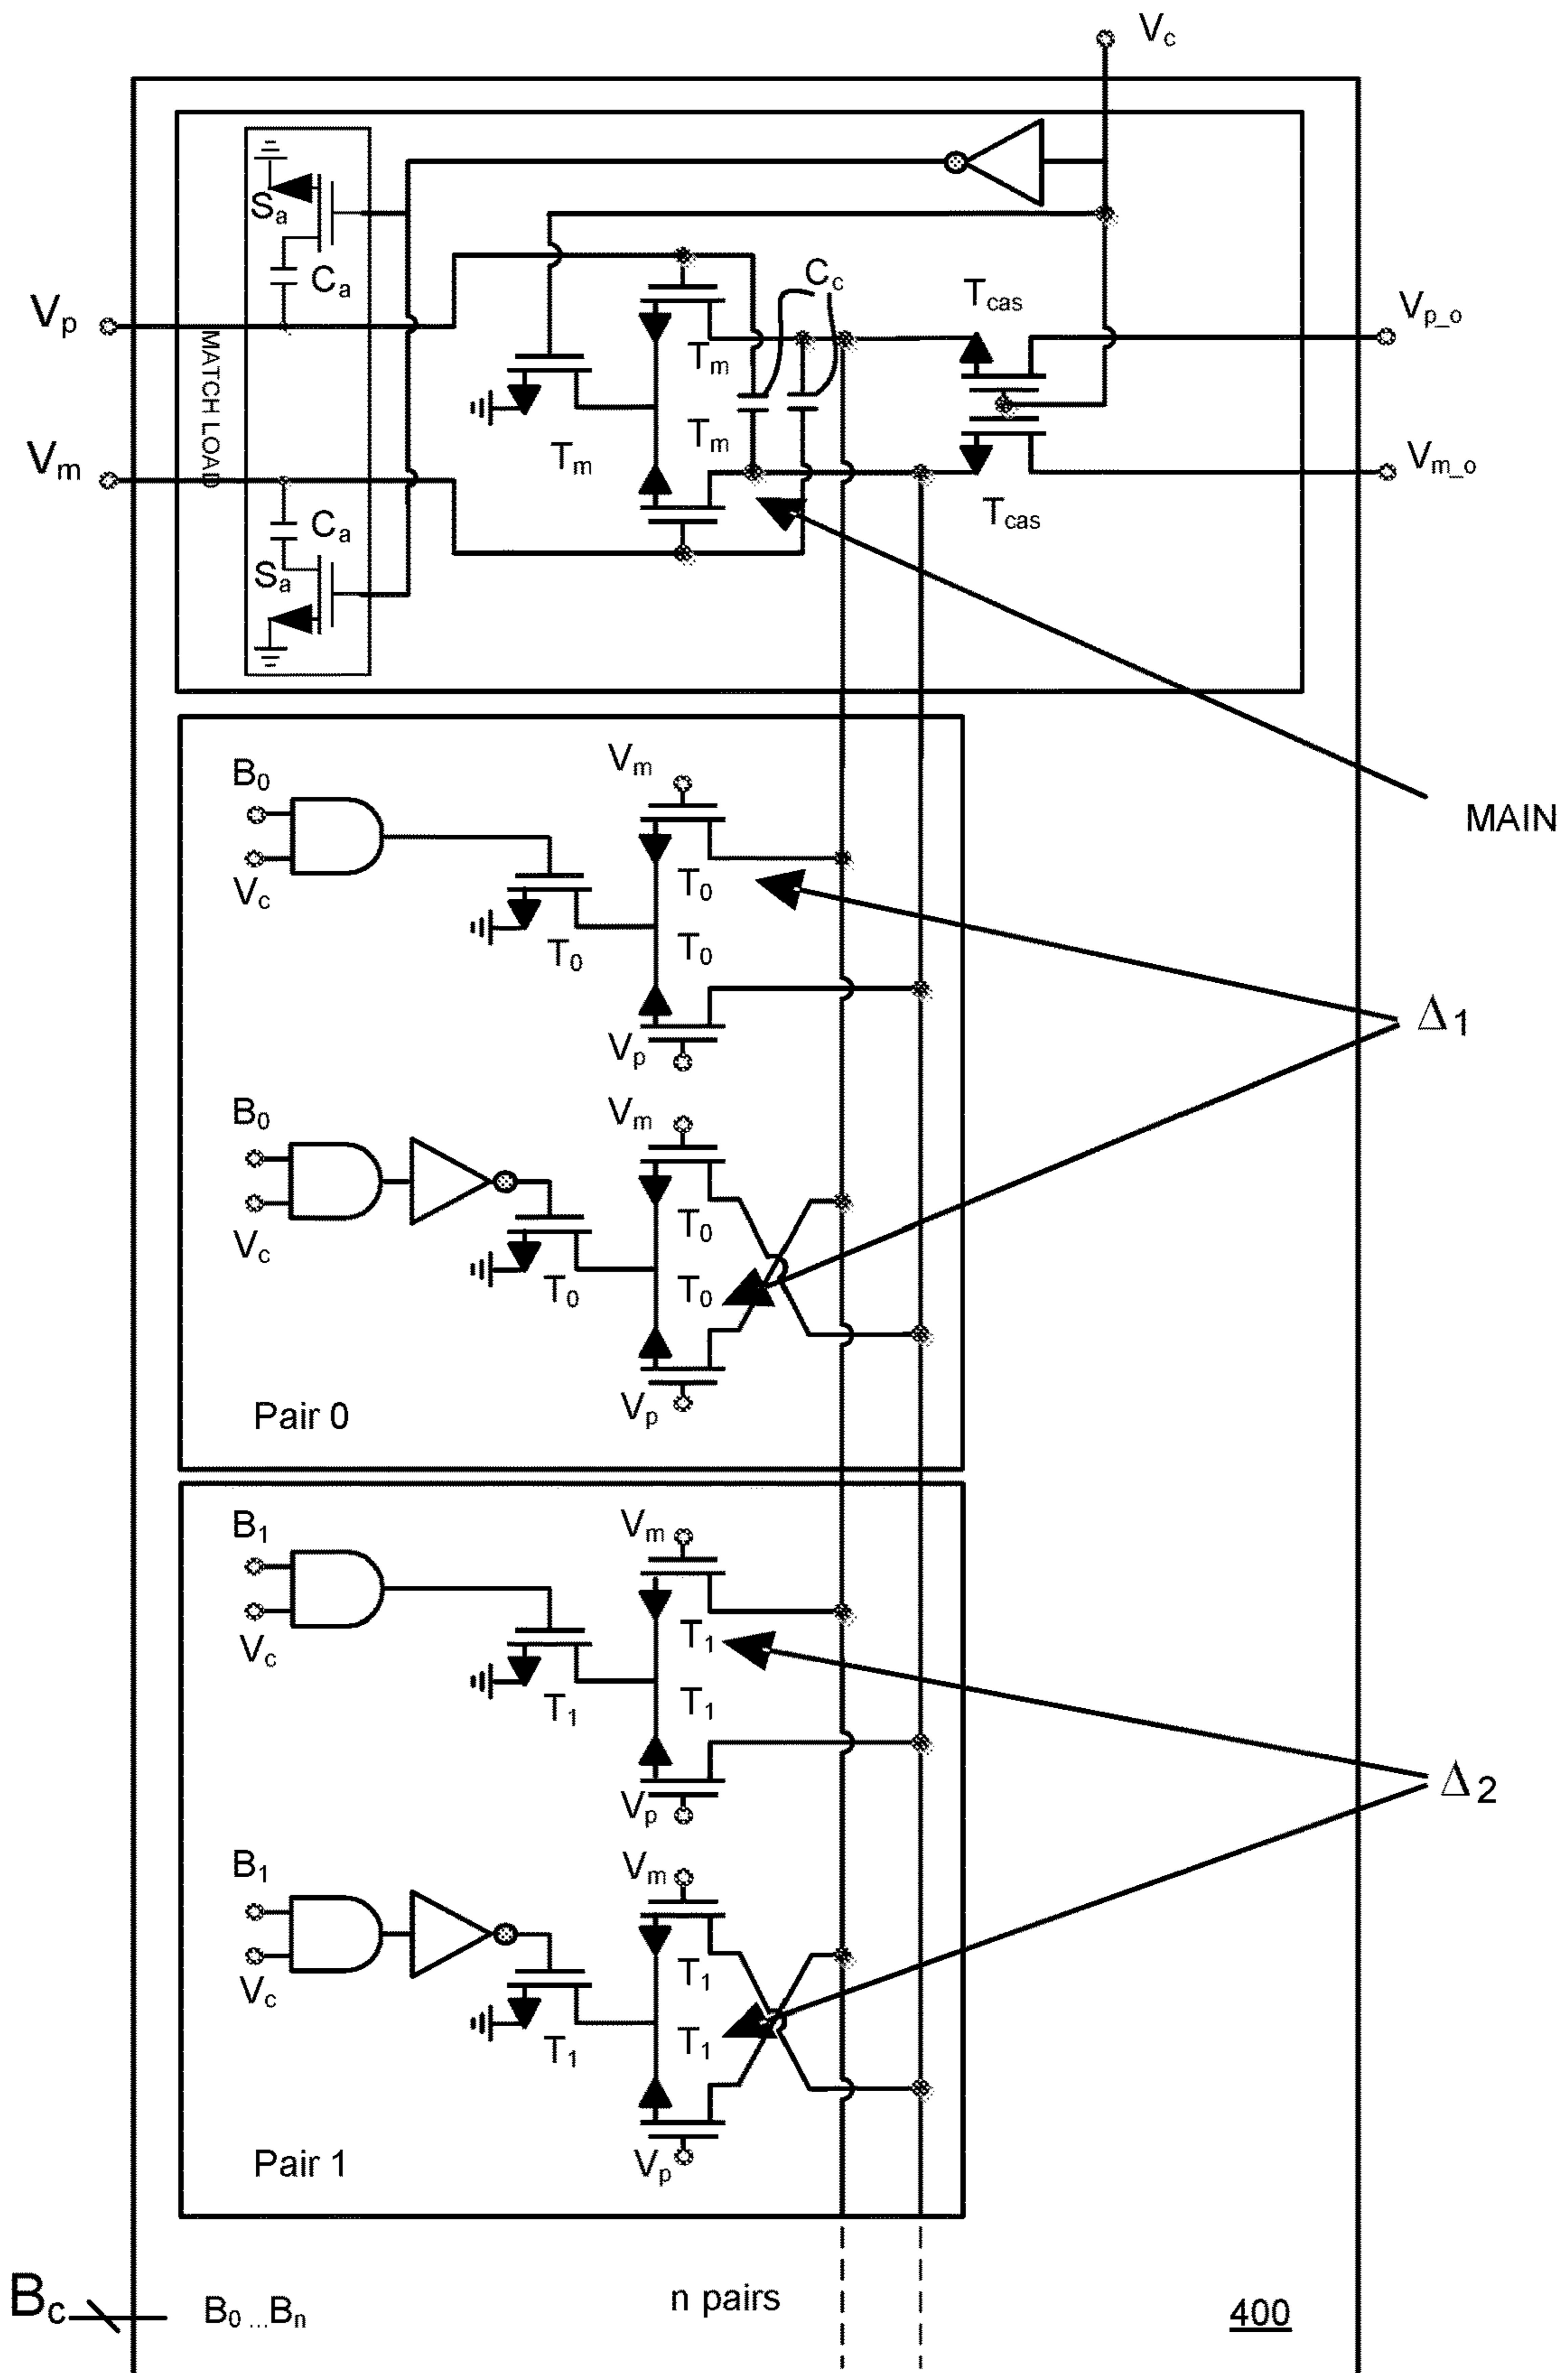 Vc
Sa
Ca
Cc
Tcas
Vp
Vp_o
MATCH LOAD
Tm
Tm
Tm
Vm
Vm_o
Ca
Tcas
Sa
MAIN
B0
Vm
Vc
T0
T0
T0
Vp
Δ1
B0
Vm
Vc
T0
T0
T0
Vp
Pair 0
B1
Vm
Vc
T1
T1
T1
Vp
Δ2
B1
Vm
Vc
T1
T1
T1
Vp
Pair 1
Bc
B0 ...Bn
n pairs
400